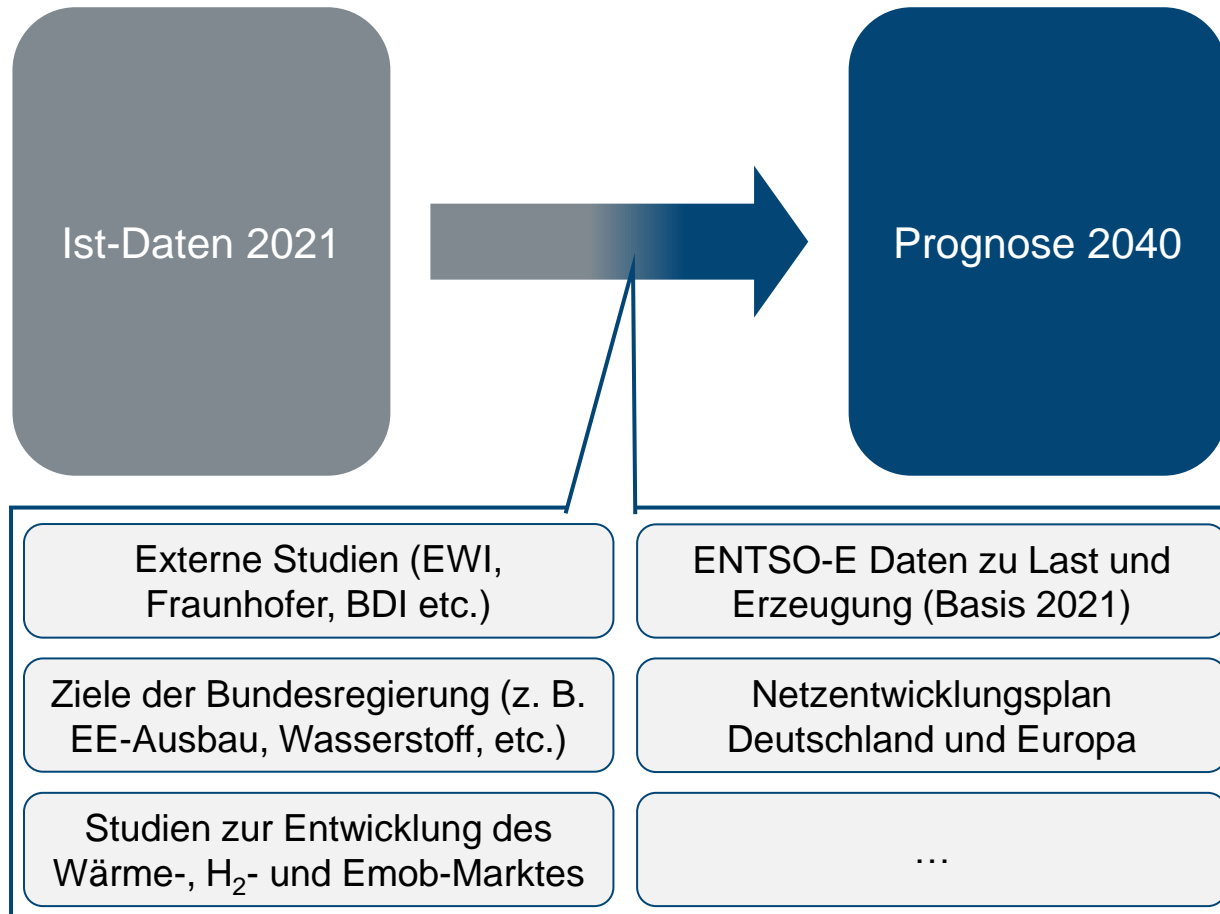 Ist-Daten 2021
Prognose 2040
Externe Studien (EWI,
Fraunhofer, BDI etc.)
ENTSO-E Daten zu Last und
Erzeugung (Basis 2021)
Ziele der Bundesregierung (z. B.
EE-Ausbau, Wasserstoff, etc.)
Netzentwicklungsplan
Deutschland und Europa
Studien zur Entwicklung des
Wärme-, H₂- und Emob-Marktes
…